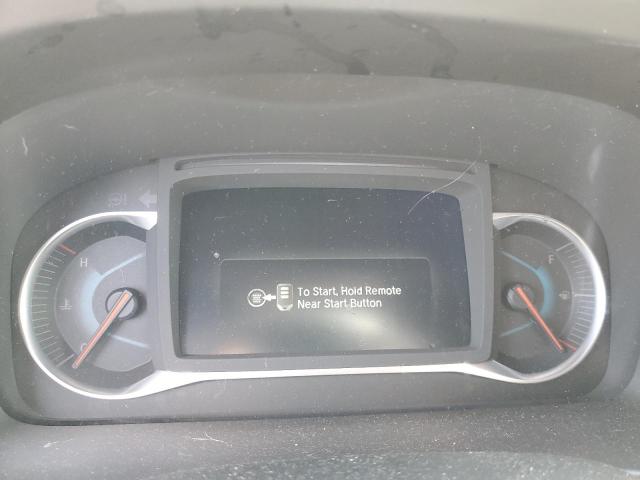 H
F
To Start, Hold Remote
Near Start Button
C